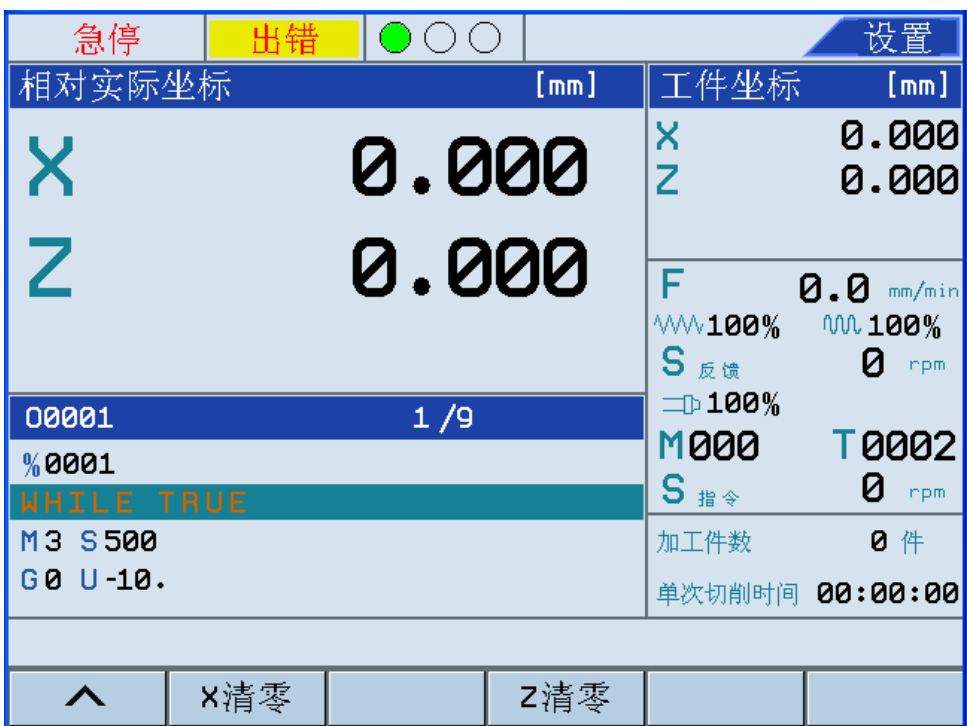 急停 出错 设置
相对实际坐标 [mm]
X 0.000
Z 0.000
工件坐标 [mm]
X 0.000
Z 0.000
F 0.0 mm/min
100% 100%
S 反馈 0 rpm
100%
M000 T0002
S 指令 0 rpm
加工件数 0 件
单次切削时间 00:00:00
O0001 1/9
%0001
WHILE TRUE
M3 S500
G0 U-10.
X清零 Z清零